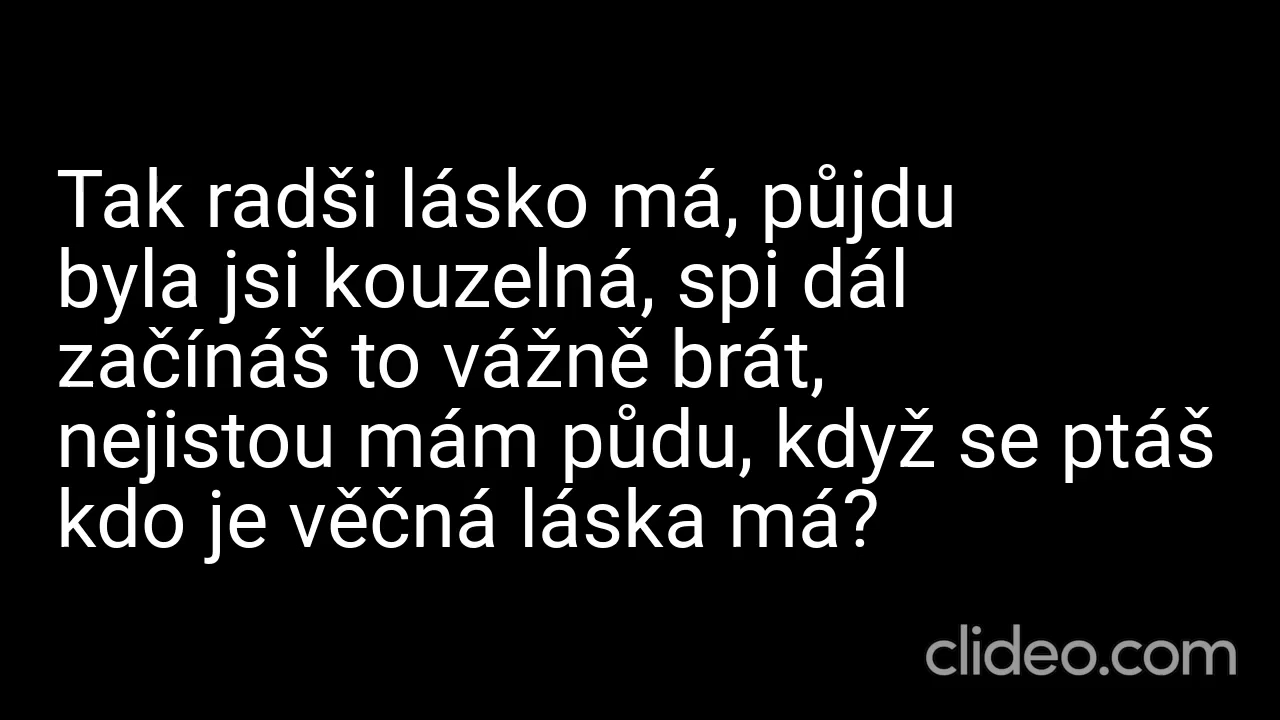 Tak radši lásko má, půjdu
byla jsi kouzelná, spi dál
začínáš to vážně brát,
nejistou mám půdu, když se ptáš
kdo je věčná láska má?
clideo.com